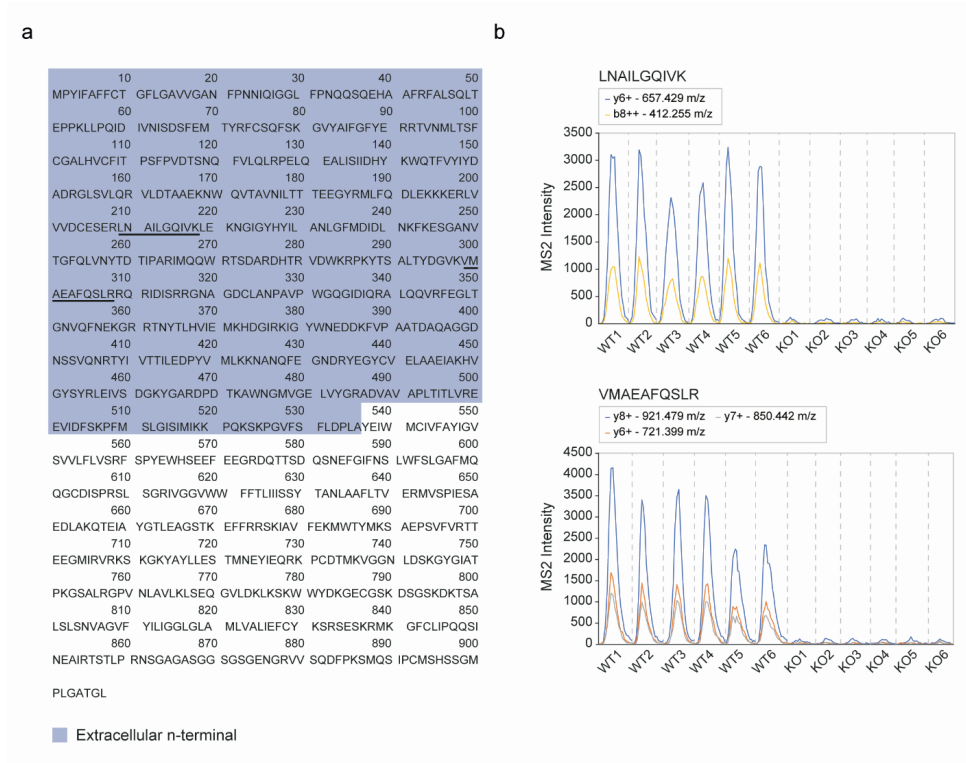 a
10 20 30 40 50
MPYIFAFFCT GFLGAVVGAN FPNNIQIGGL FPNQQSQEHA AFRFALSQLT
60 70 80 90 100
EPPKLLPQID IVNISDSFEM TYRFCSQFSK GVYAIFGFYE RRTVNMLTSF
110 120 130 140 150
CGALHVCFIT PSFPVDTSNQ FVLQLRPELQ EALISIIDHY KWQTFVYIYD
160 170 180 190 200
ADRGLSVLQR VLDTAAEKNW QVTAVNILTT TEEGYRMLFQ DLEKKKERLV
210 220 230 240 250
VVDCESERLN AILGQIVKLE KNGIGYHYIL ANLGFMDIDL NKFKESGANV
260 270 280 290 300
TGFQLVNYTD TIPARIMQQW RTSDARDHTR VDWKRPKYTS ALTYDGVKVM
310 320 330 340 350
AEAFQSLRRQ RIDISRRGNA GDCLANPAVP WGQGIDIQRA LQQVRFEGLT
360 370 380 390 400
GNVQFNEKGR RTNYTLHVIE MKHDGIRKIG YWNEDDKFVP AATDAQAGGD
410 420 430 440 450
NSSVQNRTYI VTTILEDPYV MLKKNANQFE GNDRYEGYCV ELAAEIAKHV
460 470 480 490 500
GYSYRLEIVS DGKYGARDPD TKAWNGMVGE LVYGRADVAV APLTITLVRE
510 520 530 540 550
EVIDFSKPFM SLGISIMIKK PQKSKPGVFS FLDPLAYEIW MCIVFAYIGV
560 570 580 590 600
SVVLFLVSRF SPYEWHSEEF EEGRDQTTSD QSNEFGIFNS LWFSLGAFMQ
610 620 630 640 650
QGCDISPRSL SGRIVGGVWW FFTLIIISSY TANLAAFLTV ERMVSPIESA
660 670 680 690 700
EDLAKQTEIA YGTLEAGSTK EFFRRSKIAV FEKMWTYMKS AEPSVFVRTT
710 720 730 740 750
EEGMIRVRKS KGKYAYLLES TMNEYIEQRK PCDTMKVGGN LDSKGYGIAT
760 770 780 790 800
PKGSALRGPV NLAVLKLSEQ GVLDKLKSKW WYDKGECGSK DSGSKDKTSA
810 820 830 840 850
LSLSNVAGVF YILIGGLGLA MLVALIEFCY KSRSESKRMK GFCLIPQQSI
860 870 880 890 900
NEAIRTSTLP RNSGAGASGG SGSGENGRVV SQDFPKSMQS IPCMSHSSGM
PLGATGL
Extracellular n-terminal
b
LNAILGQIVK
y6+ - 657.429 m/z
b8++ - 412.255 m/z
MS2 Intensity
3500
3000
2500
2000
1500
1000
500
0
WT1 WT2 WT3 WT4 WT5 WT6 KO1 KO2 KO3 KO4 KO5 KO6
VMAEAFQSLR
y8+ - 921.479 m/z y7+ - 850.442 m/z
y6+ - 721.399 m/z
MS2 Intensity
4500
4000
3500
3000
2500
2000
1500
1000
500
0
WT1 WT2 WT3 WT4 WT5 WT6 KO1 KO2 KO3 KO4 KO5 KO6